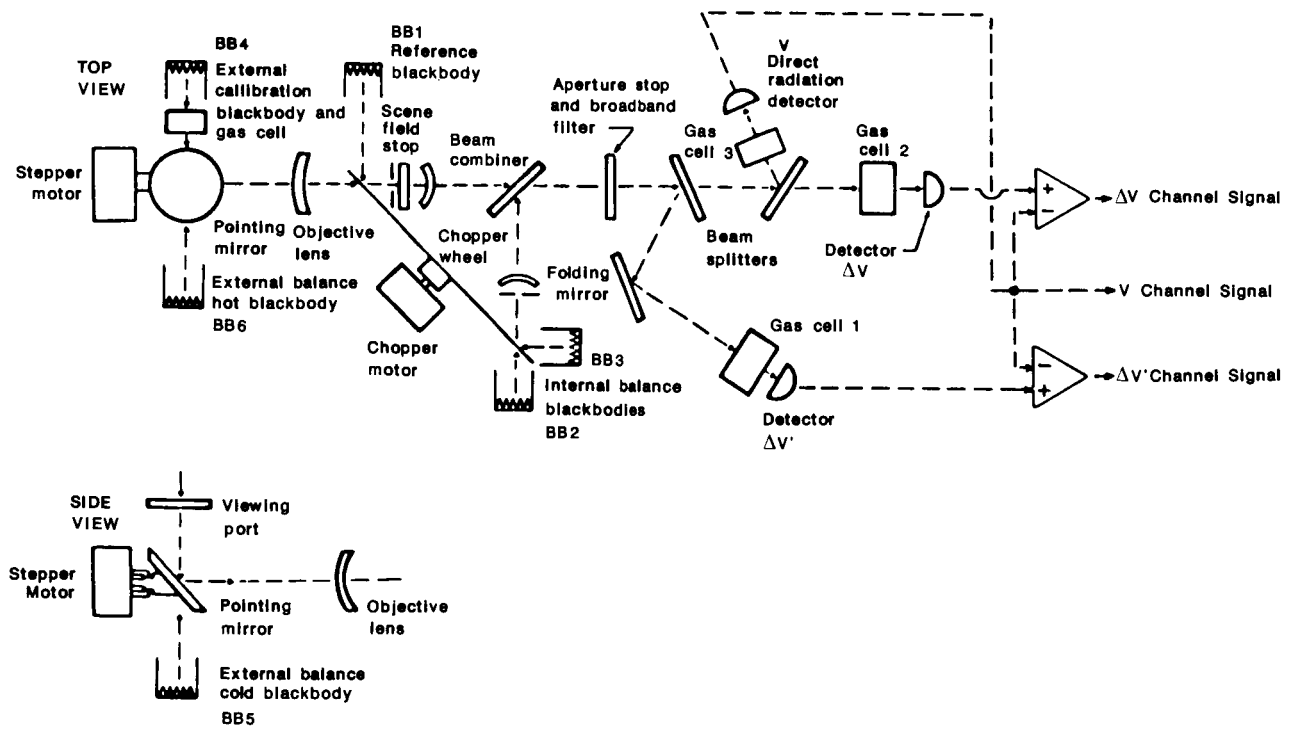 TOP
VIEW
BB4
External
callibration
blackbody and
gas cell
BB1
Reference
blackbody
Scene
field
stop
Beam
combiner
Aperture stop
and broadband
filter
V
Direct
radiation
detector
Gas
cell 3
Gas
cell 2
Stepper
motor
Pointing
mirror
Objective
lens
Chopper
wheel
Beam
splitters
Detector
ΔV
+
−
ΔV Channel Signal
External balance
hot blackbody
BB6
Folding
mirror
V Channel Signal
Chopper
motor
BB3
Internal balance
blackbodies
BB2
Gas cell 1
Detector
ΔV'
−
+
ΔV' Channel Signal
SIDE
VIEW
Viewing
port
Stepper
Motor
Pointing
mirror
Objective
lens
External balance
cold blackbody
BB5